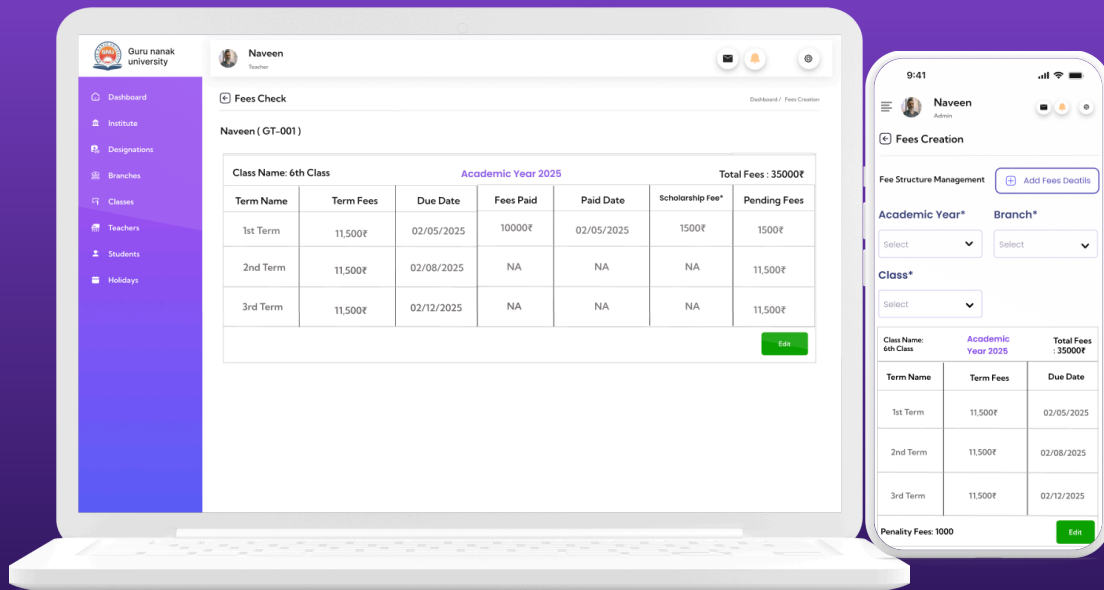 GNU
Guru nanak
university
Dashboard
Institute
Designations
Branches
Classes
Teachers
Students
Holidays
Naveen
Teacher
Fees Check
Dashboard / Fees Creation
Naveen ( GT-001 )
Class Name: 6th Class Academic Year 2025 Total Fees : 35000₹
Term Name Term Fees Due Date Fees Paid Paid Date Scholarship Fee* Pending Fees
1st Term 11,500₹ 02/05/2025 10000₹ 02/05/2025 1500₹ 1500₹
2nd Term 11,500₹ 02/08/2025 NA NA NA 11,500₹
3rd Term 11,500₹ 02/12/2025 NA NA NA 11,500₹
Edit
9:41
Naveen
Admin
Fees Creation
Fee Structure Management Add Fees Deatils
Academic Year* Branch*
Select Select
Class*
Select
Class Name: Academic Total Fees
6th Class Year 2025 : 35000₹
Term Name Term Fees Due Date
1st Term 11,500₹ 02/05/2025
2nd Term 11,500₹ 02/08/2025
3rd Term 11,500₹ 02/12/2025
Penality Fees: 1000 Edit